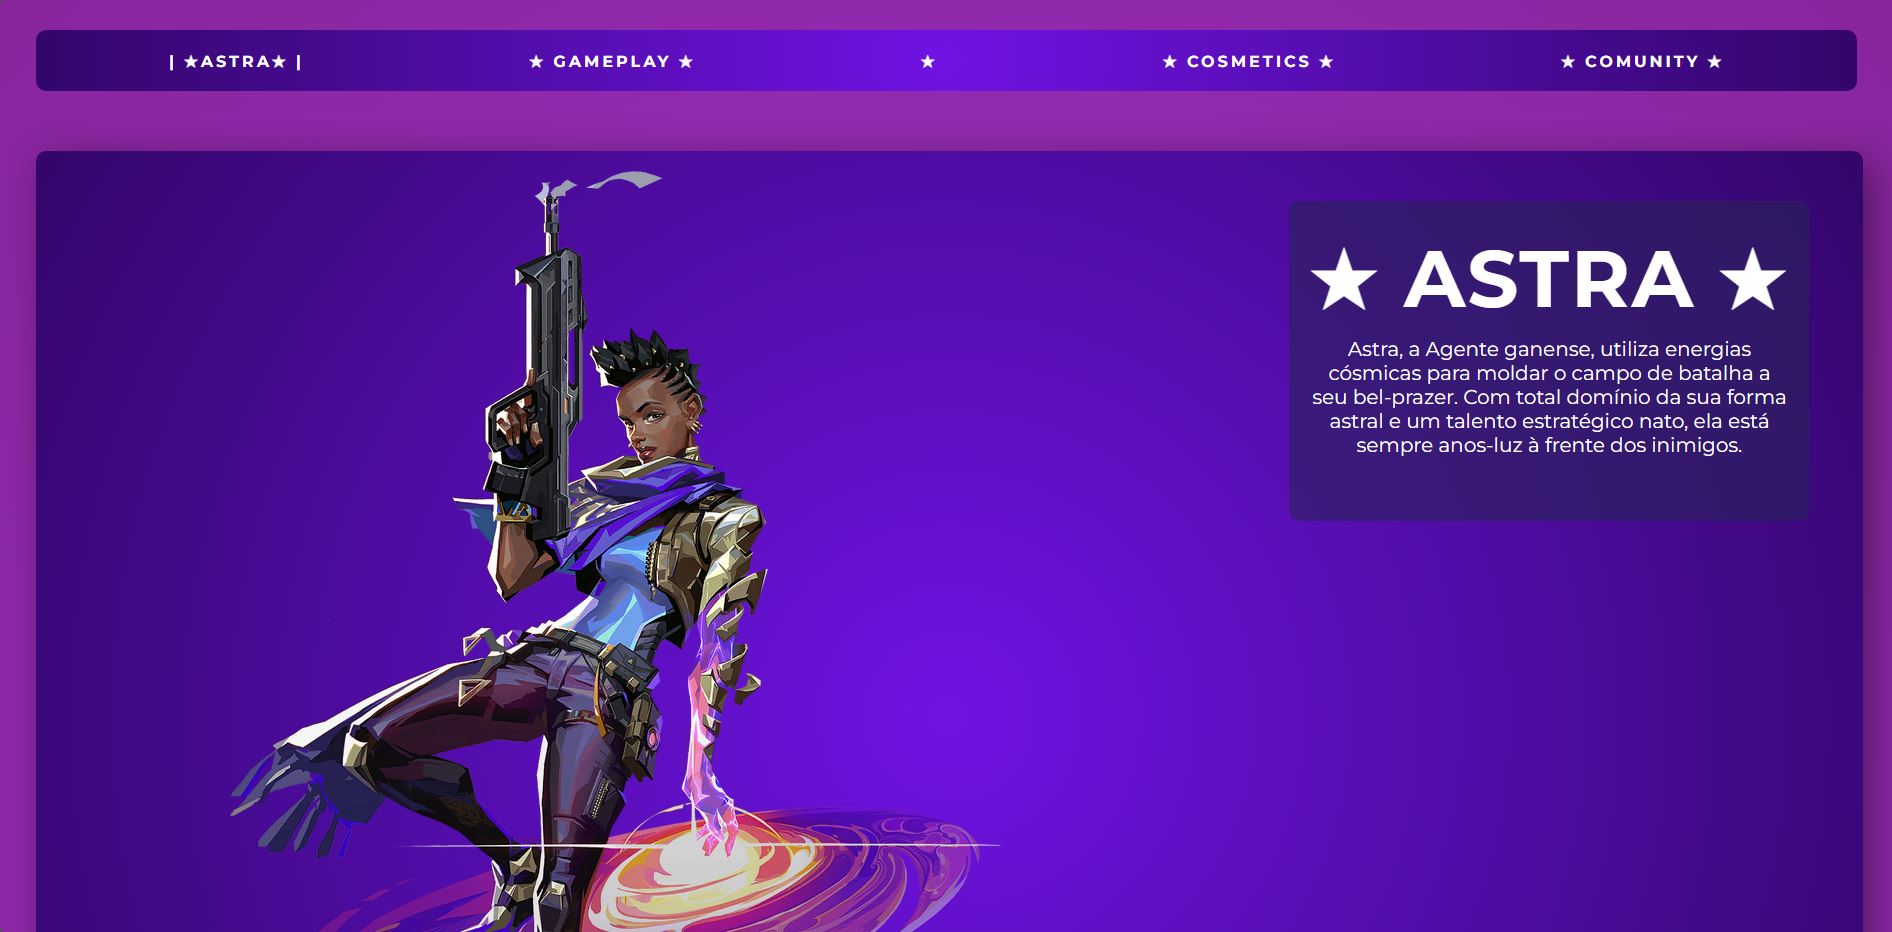 | ★ASTRA★ |
★ GAMEPLAY ★
★
★ COSMETICS ★
★ COMUNITY ★
★ ASTRA ★
Astra, a Agente ganense, utiliza energias
cósmicas para moldar o campo de batalha a
seu bel-prazer. Com total domínio da sua forma
astral e um talento estratégico nato, ela está
sempre anos-luz à frente dos inimigos.